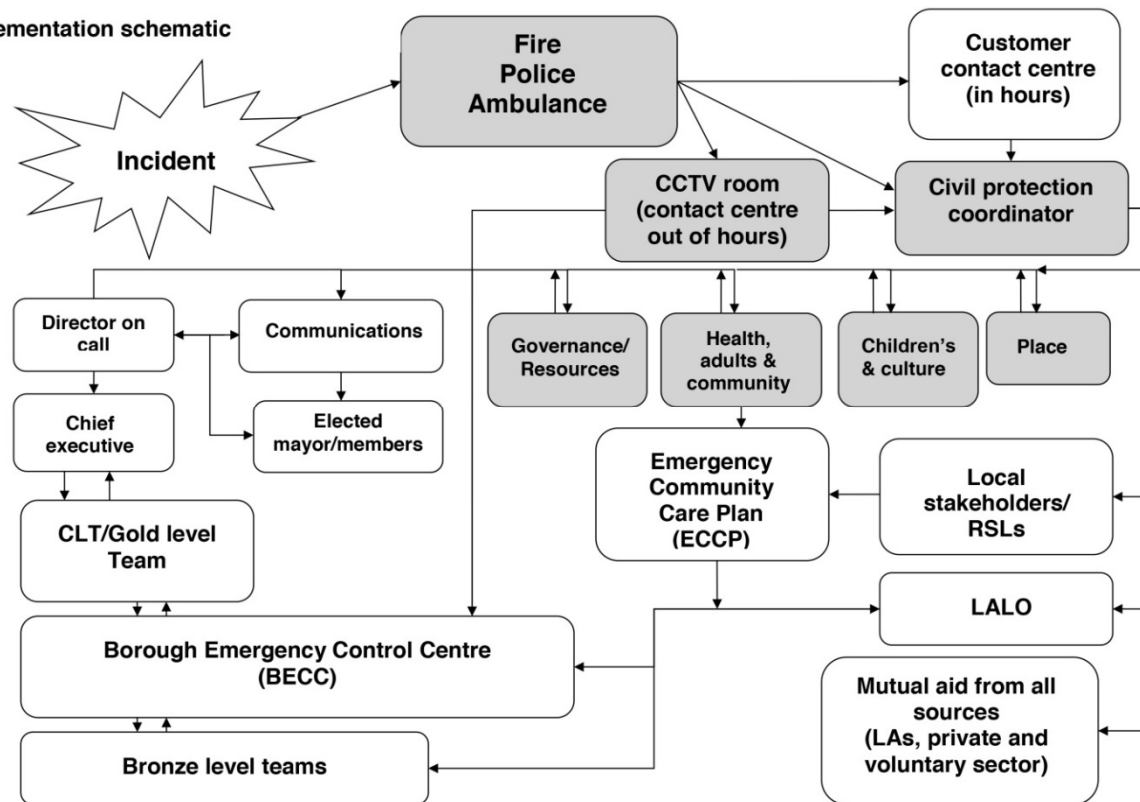 ementation schematic
Fire
Police
Ambulance
Customer
contact centre
(in hours)
Incident
CCTV room
(contact centre
out of hours)
Civil protection
coordinator
Director on
call
Communications
Governance/
Resources
Health,
adults &
community
Children's
& culture
Place
Chief
executive
Elected
mayor/members
Emergency
Community
Care Plan
(ECCP)
Local
stakeholders/
RSLs
CLT/Gold level
Team
LALO
Borough Emergency Control Centre
(BECC)
Mutual aid from all
sources
(LAs, private and
voluntary sector)
Bronze level teams